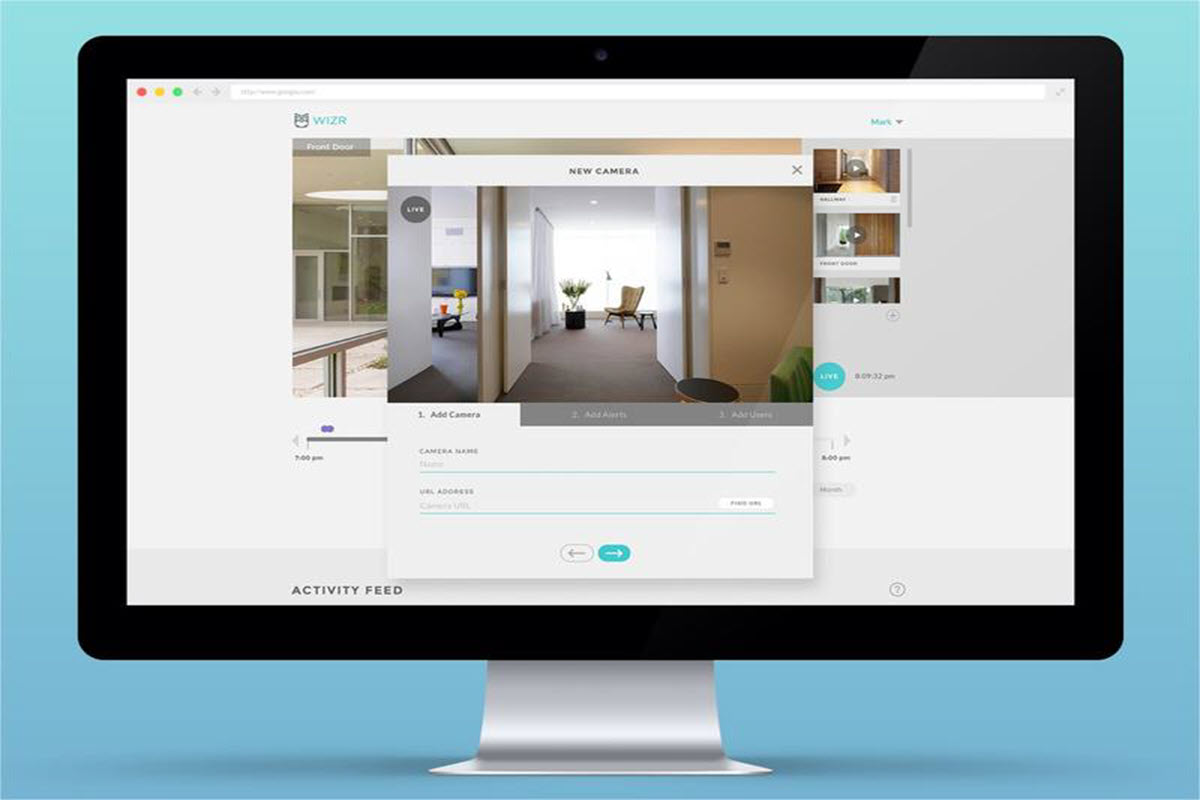 http://www.google.com/
WIZR
Mark
Front Door
NEW CAMERA
LIVE
HALLWAY
FRONT DOOR
LIVE
8:09:32 pm
1. Add Camera
2. Add Alerts
3. Add Users
7:00 pm
8:00 pm
CAMERA NAME
Name
URL ADDRESS
Camera URL
FIND URL
Month
ACTIVITY FEED
?